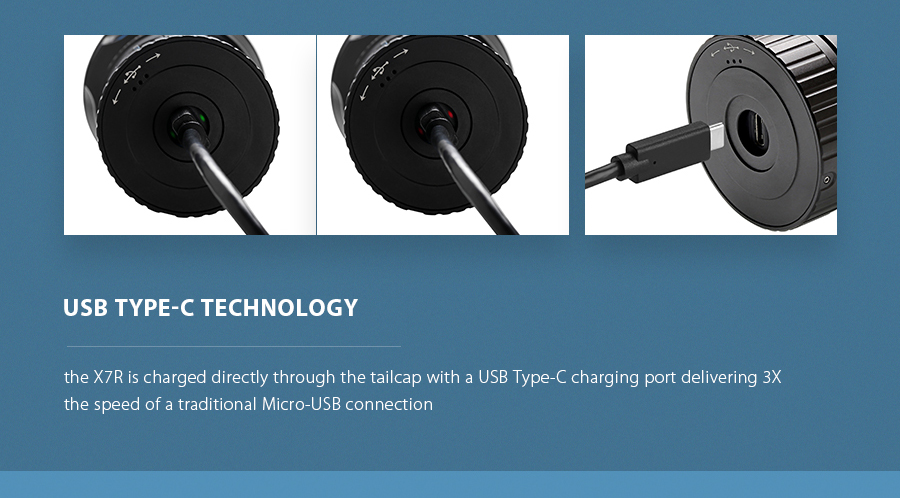 USB TYPE-C TECHNOLOGY
the X7R is charged directly through the tailcap with a USB Type-C charging port delivering 3X
the speed of a traditional Micro-USB connection